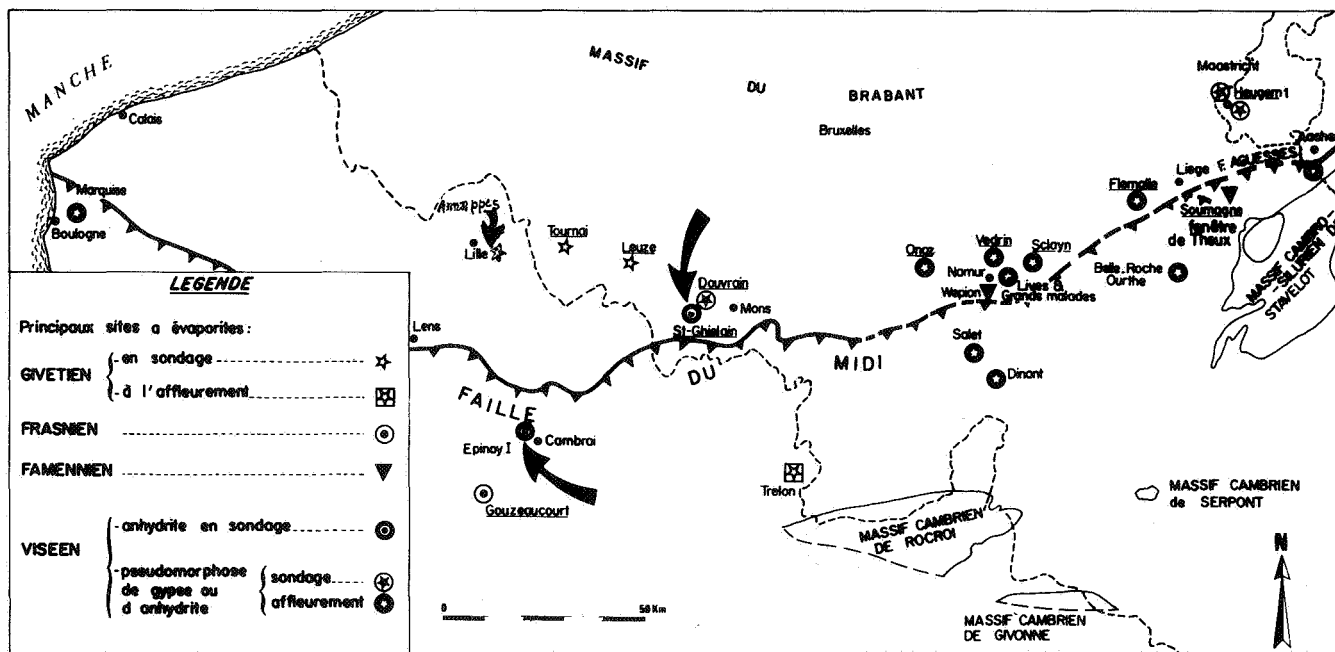 MANCHE
Calais
Marquise
Boulogne
MASSIF DU BRABANT
Bruxelles
Maastricht
Heugem 1
Aachen
Liège
F. AGUESSES
Flemalle
Soumagne
fenêtre
de Theux
MASSIF CAMBRO-
-SILURIEN DE
STAVELOT
Annappes
Lille
Tournai
Leuze
Douvrain
Mons
St-Ghislain
Onoz
Vedrin
Sclayn
Namur
Lives &
Grands malades
Wepion
Belle-Roche
Ourthe
Salet
Dinant
Lens
FAILLE DU MIDI
Epinoy I
Cambrai
Gouzeaucourt
Trelon
MASSIF CAMBRIEN
DE ROCROI
MASSIF CAMBRIEN
de SERPONT
MASSIF CAMBRIEN
DE GIVONNE
N
0 50 Km
LEGENDE
Principaux sites a évaporites:
GIVETIEN
-en sondage
-à l'affleurement
FRASNIEN
FAMENNIEN
VISEEN
-anhydrite en sondage
-pseudomorphose
de gypse ou
d anhydrite
sondage
affleurement